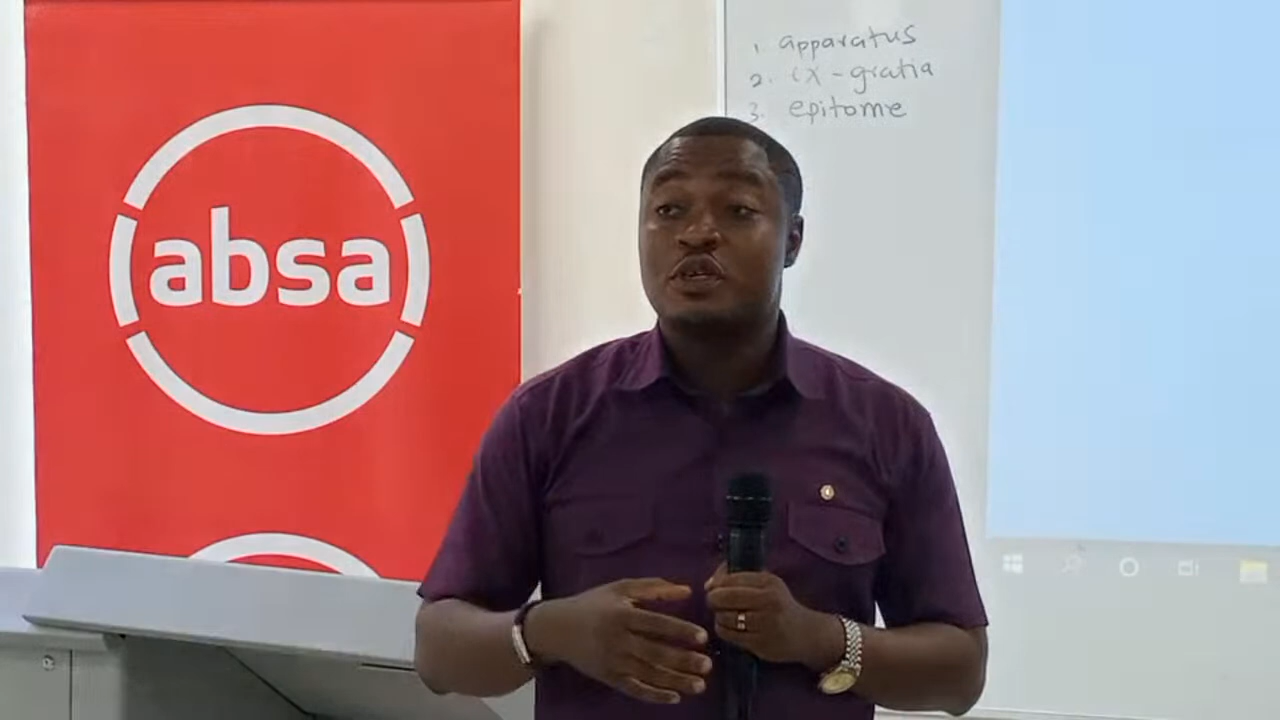 absa
1. apparatus
2. ex-gratia
3. epitome